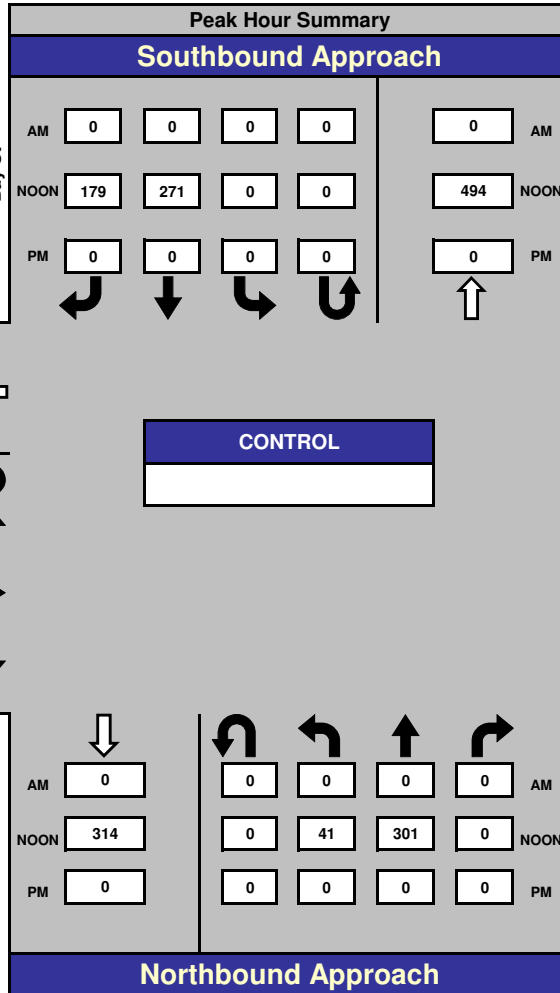 Peak Hour Summary
Southbound Approach
AM 0 0 0 0 0 AM
NOON 179 271 0 0 494 NOON
PM 0 0 0 0 0 PM
CONTROL
AM 0 0 0 0 0 AM
NOON 314 0 41 301 0 NOON
PM 0 0 0 0 0 PM
Northbound Approach